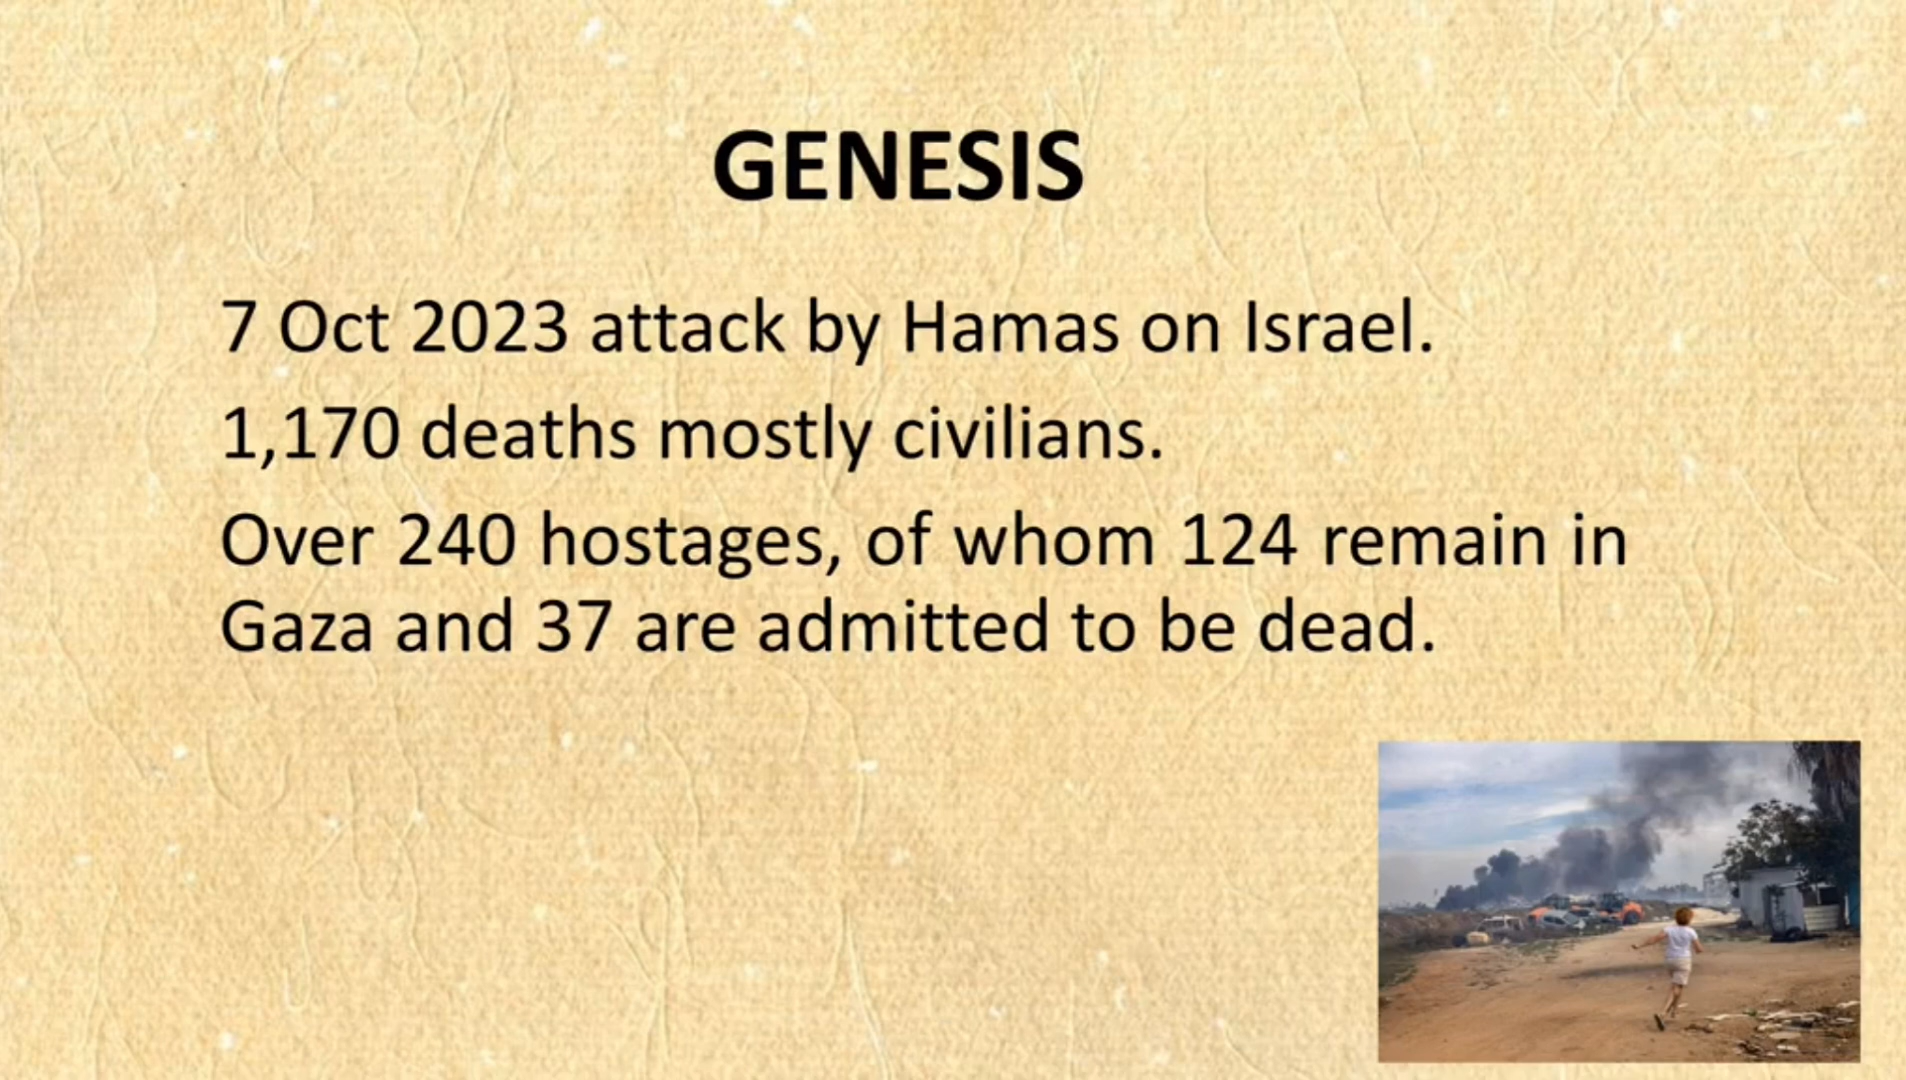 GENESIS
7 Oct 2023 attack by Hamas on Israel.
1,170 deaths mostly civilians.
Over 240 hostages, of whom 124 remain in
Gaza and 37 are admitted to be dead.